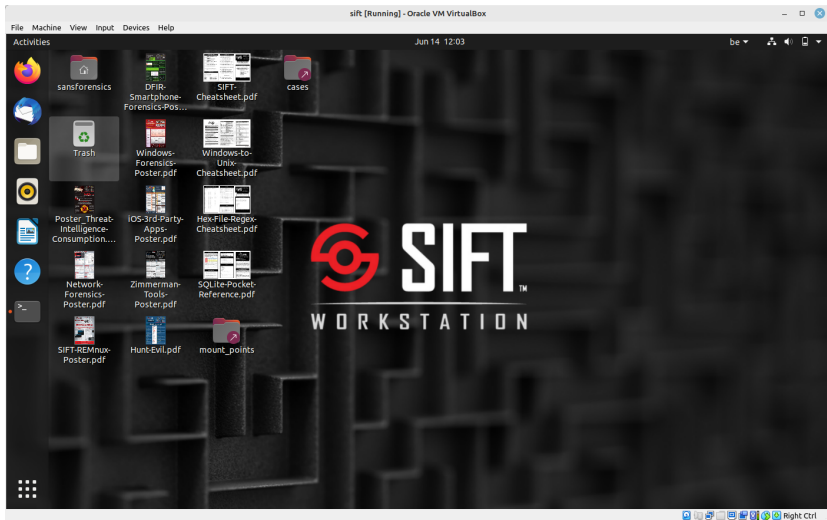 sift [Running] - Oracle VM VirtualBox
File Machine View Input Devices Help
Activities
Jun 14 12:03
be
sansforensics
DFIR-
Smartphone-
Forensics-Pos...
SIFT-
Cheatsheet.pdf
cases
Trash
Windows-
Forensics-
Poster.pdf
Windows-to-
Unix-
Cheatsheet.pdf
Poster_Threat-
Intelligence-
Consumption....
iOS-3rd-Party-
Apps-
Poster.pdf
Hex-File-Regex-
Cheatsheet.pdf
Network-
Forensics-
Poster.pdf
Zimmerman-
Tools-
Poster.pdf
SQLite-Pocket-
Reference.pdf
SIFT-REMnux-
Poster.pdf
Hunt-Evil.pdf
mount_points
SIFT
TM
WORKSTATION
Right Ctrl